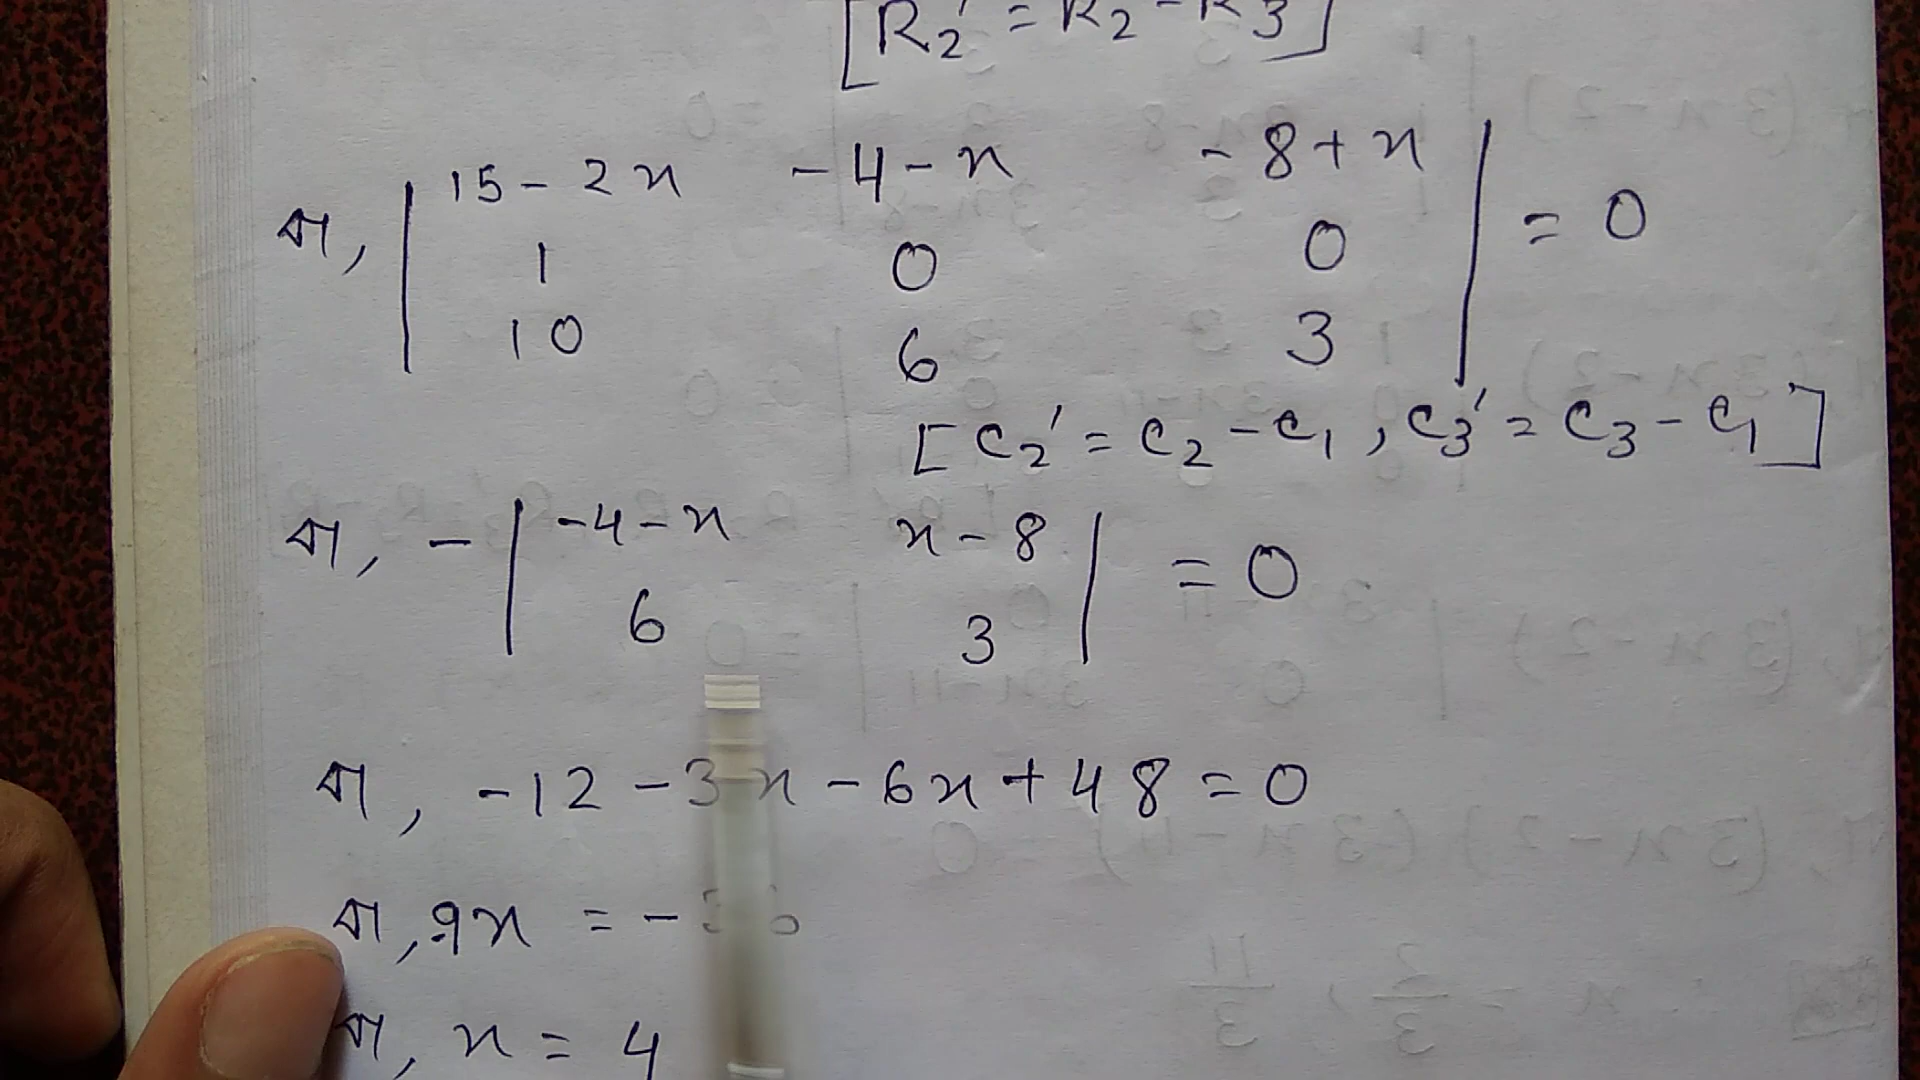 [R₂' = R₂ - R₃]
বা, | 15 - 2x   -4 - x   -8 + x | = 0
1   0   0
10   6   3
[C₂' = C₂ - C₁, C₃' = C₃ - C₁]
বা, - | -4 - x   x - 8 | = 0
6   3
বা, -12 - 3x - 6x + 48 = 0
বা, 9x = -
বা, x = 4